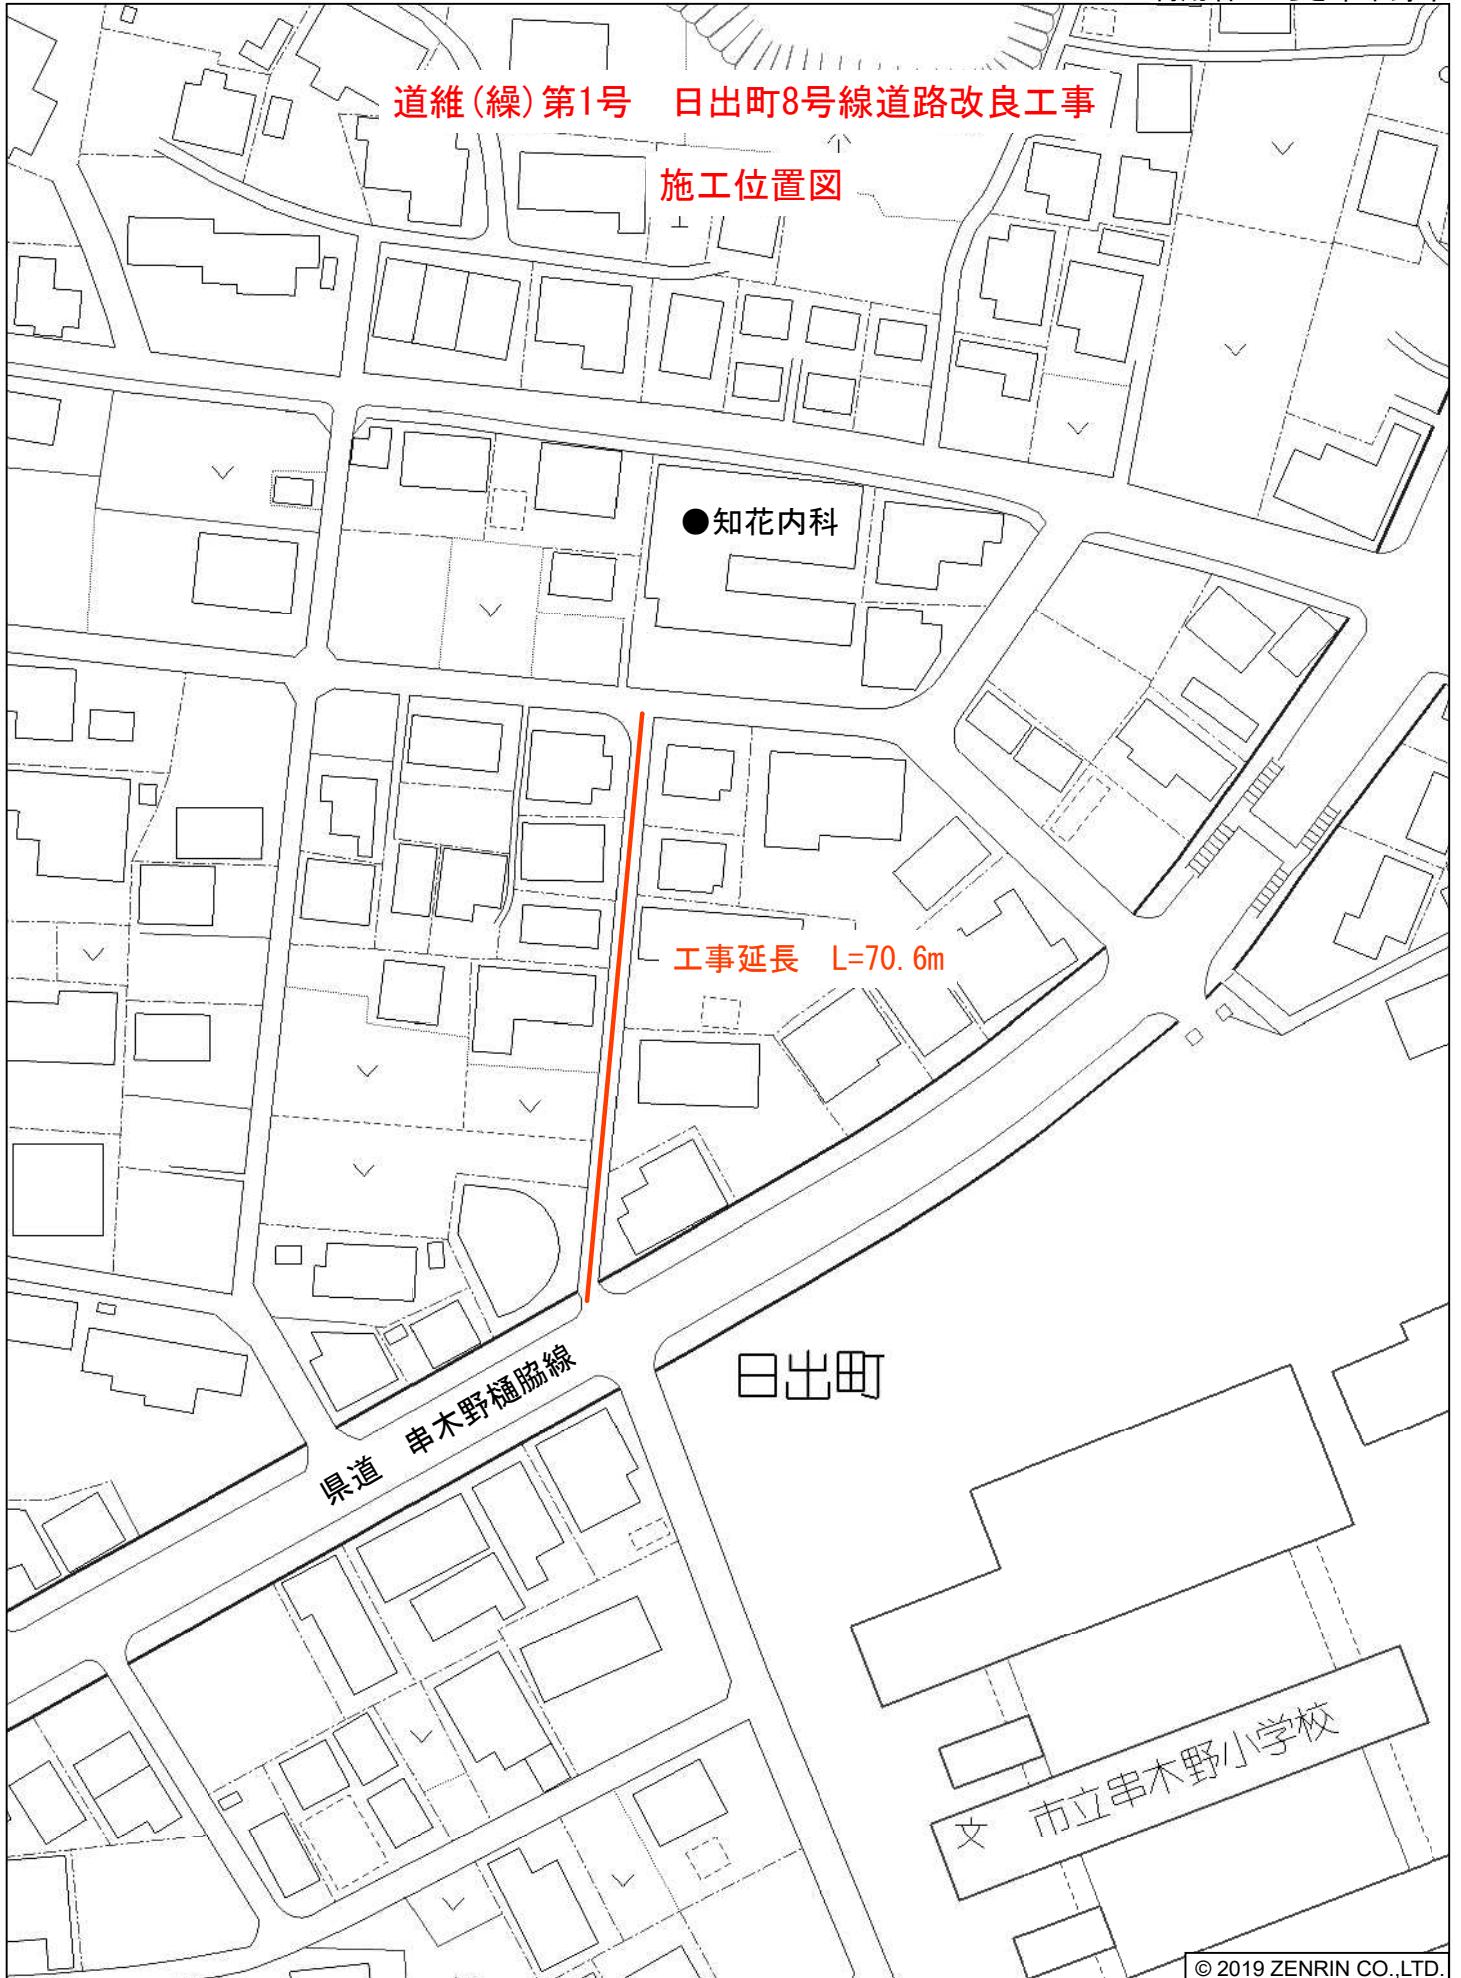 道維(繰)第1号　日出町8号線道路改良工事
施工位置図
●知花内科
工事延長　L=70.6m
日出町
県道　串木野樋脇線
文　市立串木野小学校
© 2019 ZENRIN CO.,LTD.